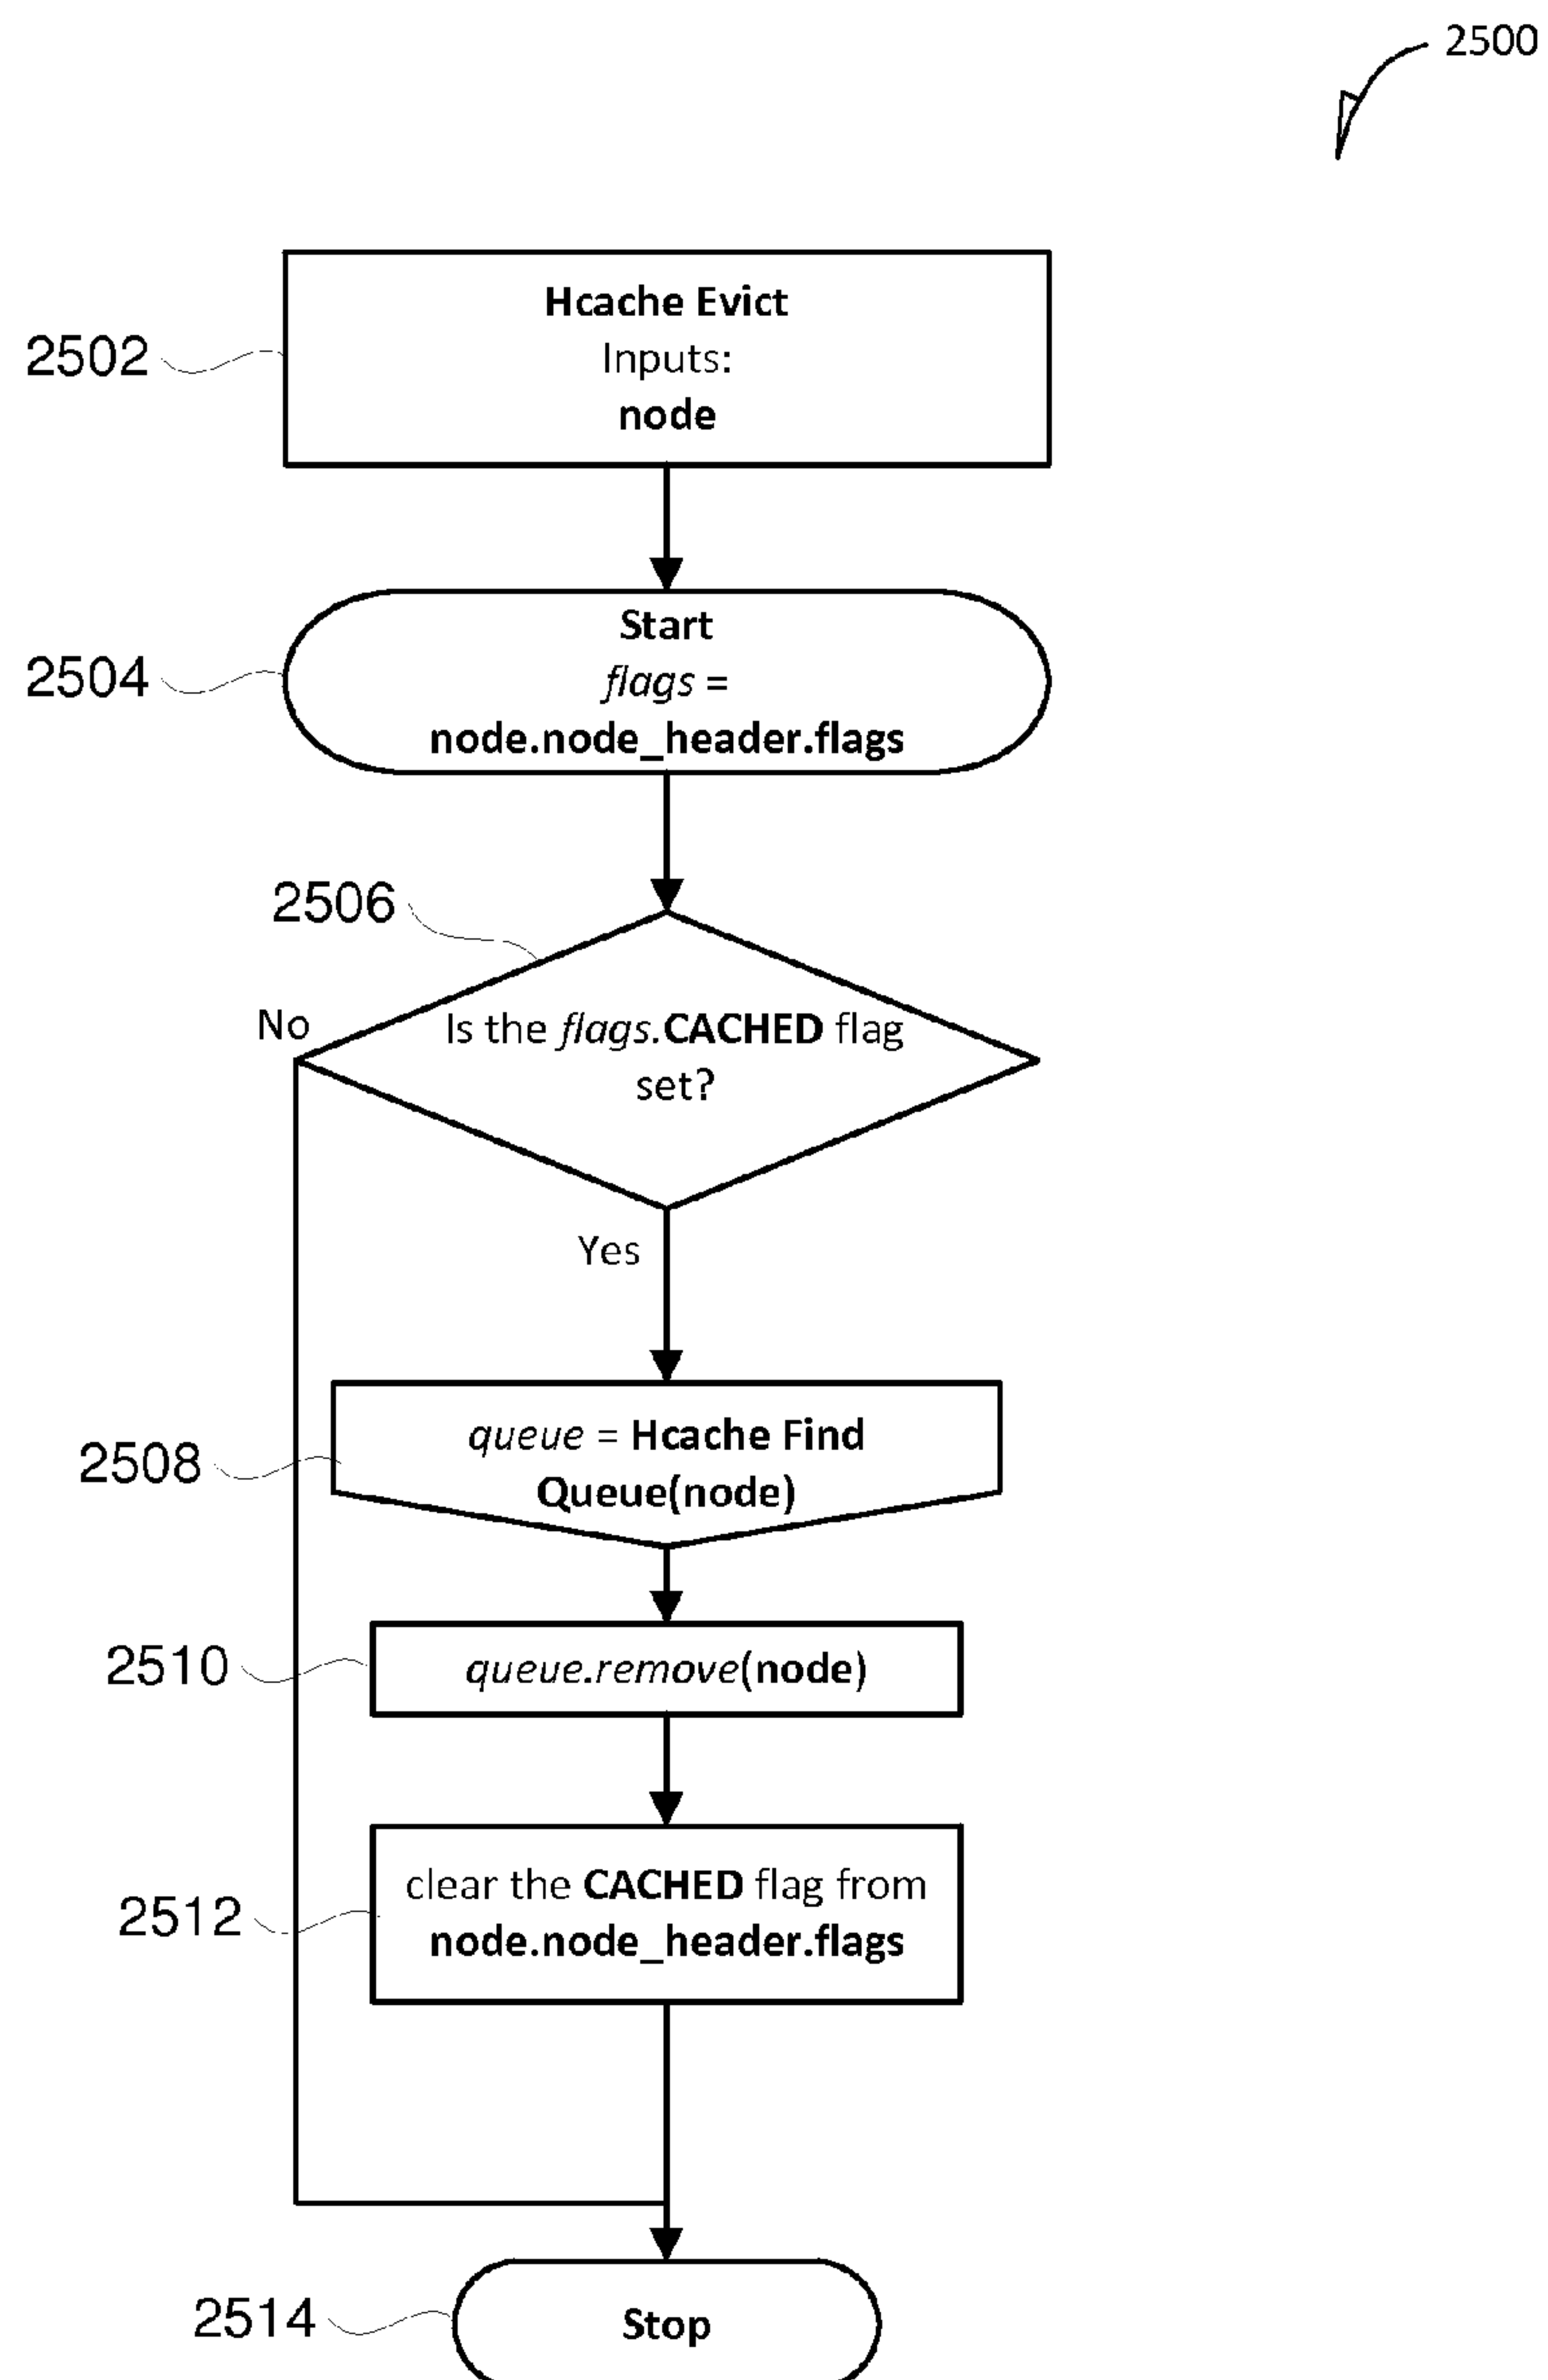 2500
Hcache Evict
2502
Inputs:
node
Start
2504
flags =
node.node_header.flags
2506
No
Is the flags.CACHED flag
set?
Yes
queue = Hcache Find
2508
Queue(node)
2510
queue.remove(node)
clear the CACHED flag from
2512
node.node_header.flags
2514
Stop